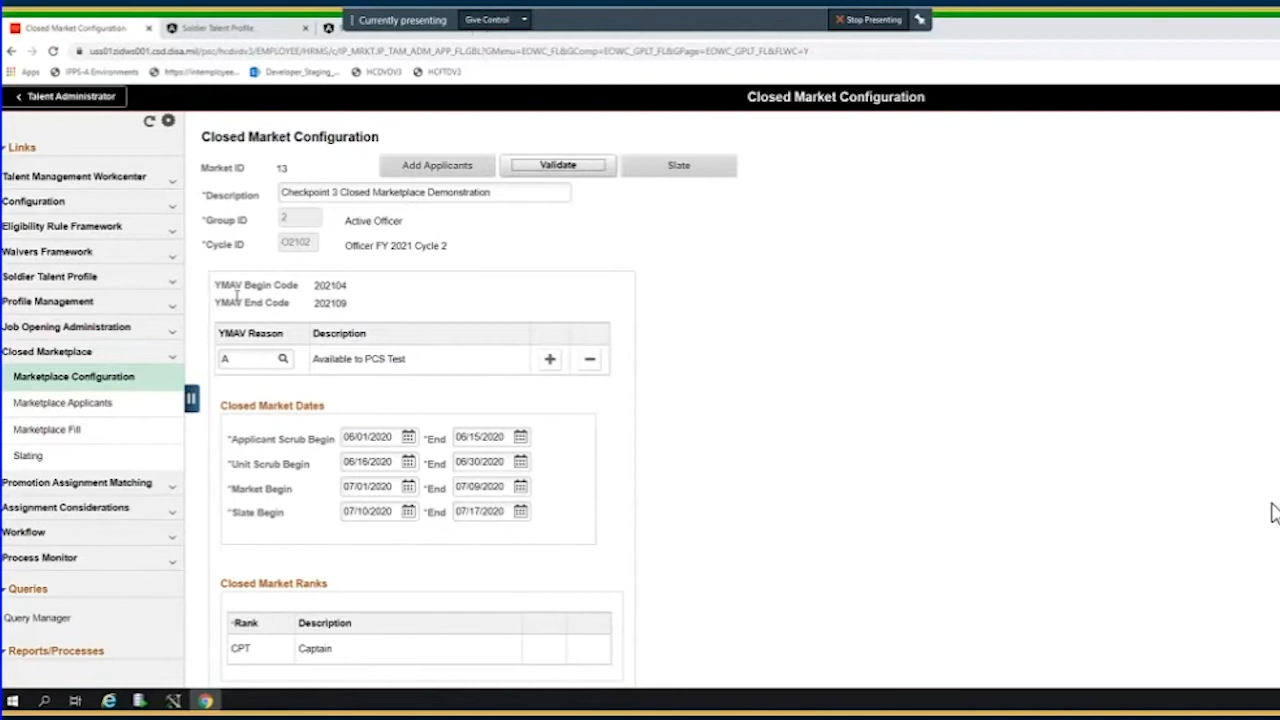 Currently presenting Give Control Stop Presenting
Closed Market Configuration Soldier Talent Profile
Apps IPPS-A Environments https://intemployee... Developer_Staging_... HCDVDV3 HCFTDV3
Talent Administrator Closed Market Configuration
Links
Talent Management Workcenter
Configuration
Eligibility Rule Framework
Waivers Framework
Soldier Talent Profile
Profile Management
Job Opening Administration
Closed Marketplace
Marketplace Configuration
Marketplace Applicants
Marketplace Fill
Slating
Promotion Assignment Matching
Assignment Considerations
Workflow
Process Monitor
Queries
Query Manager
Reports/Processes
Closed Market Configuration
Market ID 13 Add Applicants Validate Slate
*Description Checkpoint 3 Closed Marketplace Demonstration
*Group ID 2 Active Officer
*Cycle ID O2102 Officer FY 2021 Cycle 2
YMAV Begin Code 202104
YMAV End Code 202109
YMAV Reason Description
A Available to PCS Test
Closed Market Dates
*Applicant Scrub Begin 06/01/2020 *End 06/15/2020
*Unit Scrub Begin 06/16/2020 *End 06/30/2020
*Market Begin 07/01/2020 *End 07/09/2020
*Slate Begin 07/10/2020 *End 07/17/2020
Closed Market Ranks
*Rank Description
CPT Captain